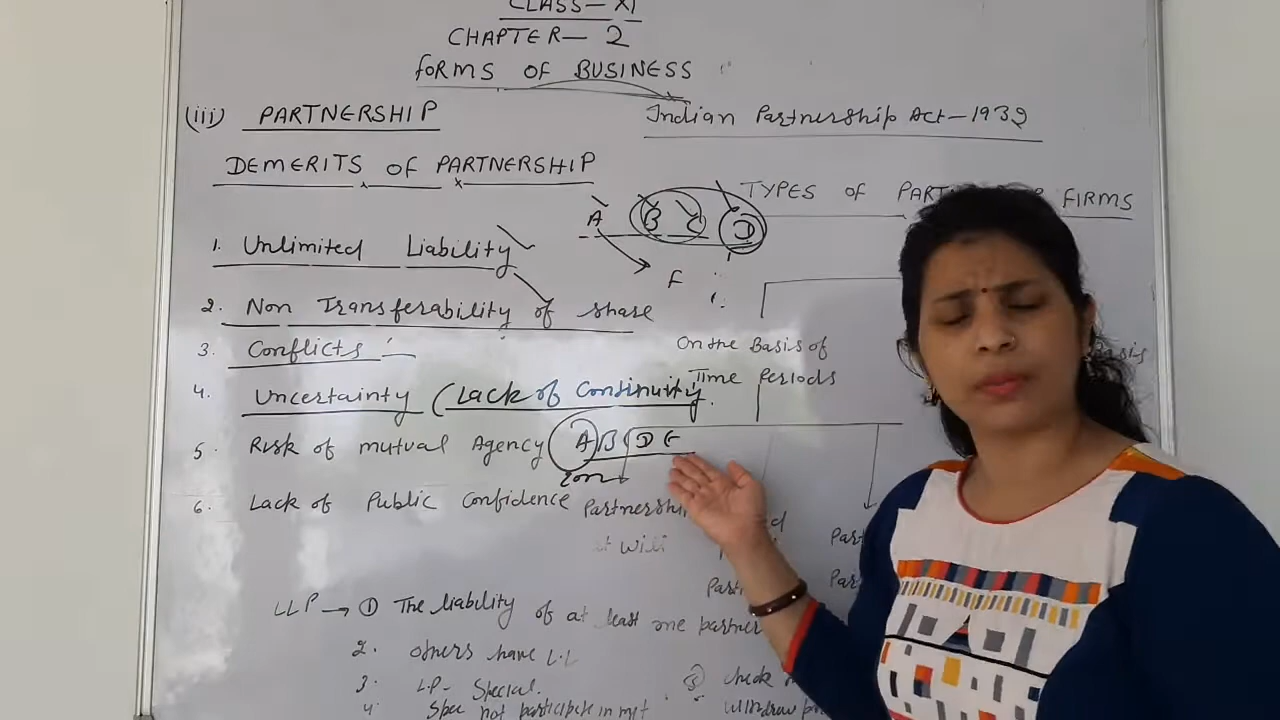 CLASS- XI
CHAPTER- 2
FORMS OF BUSINESS
(iii) PARTNERSHIP
Indian Partnership Act-1932
DEMERITS OF PARTNERSHIP
TYPES OF FIRMS
A B C D
F
1. Unlimited Liability
2. Non Transferability of share
3. Conflicts
4. Uncertainty (Lack of Continuity
5. Risk of mutual Agency A B C D E
6. Lack of Public Confidence
On the Basis of
Time Periods
Partnership
at will
LLP → ① The liability of at least one partner
2. others have L.L
3. LP- Special.
4. not participate in mgt